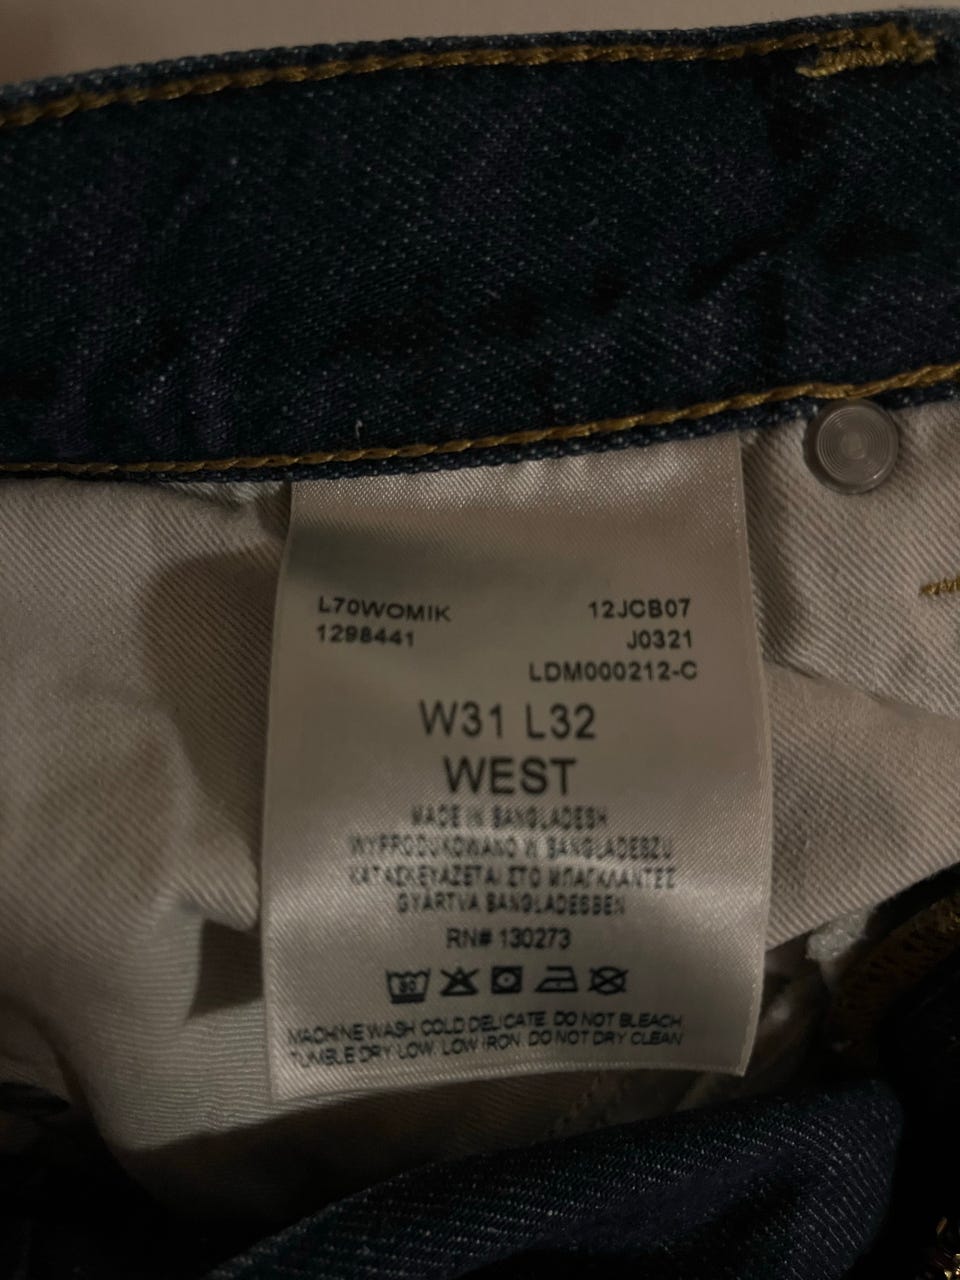 L70WOMIK 12JCB07
1298441 J0321
LDM000212-C
W31 L32
WEST
MADE IN BANGLADESH
WYPRODUKOWANO W BANGLADESZU
ΚΑΤΑΣΚΕΥΑΖΕΤΑΙ ΣΤΟ ΜΠΑΓΚΛΑΝΤΕΣ
GYÁRTVA BANGLADESBEN
RN# 130273
30
MACHINE WASH COLD DELICATE. DO NOT BLEACH
TUMBLE DRY LOW. LOW IRON. DO NOT DRY CLEAN